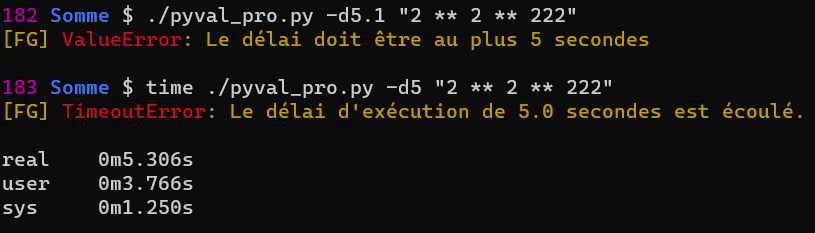 182 Somme $ ./pyval_pro.py -d5.1 "2 ** 2 ** 222"
[FG] ValueError: Le délai doit être au plus 5 secondes
183 Somme $ time ./pyval_pro.py -d5 "2 ** 2 ** 222"
[FG] TimeoutError: Le délai d'exécution de 5.0 secondes est écoulé.
real    0m5.306s
user    0m3.766s
sys     0m1.250s